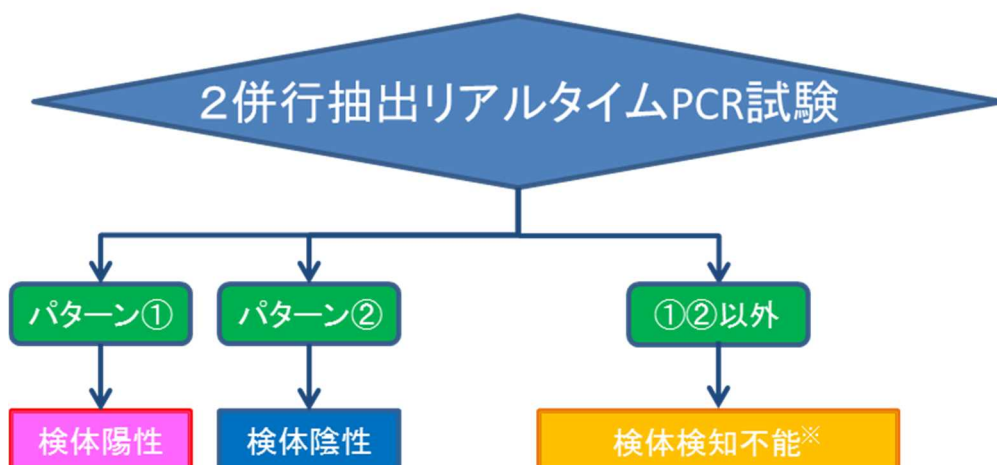 ２併行抽出リアルタイムPCR試験
パターン①
パターン②
①②以外
検体陽性
検体陰性
検体検知不能※